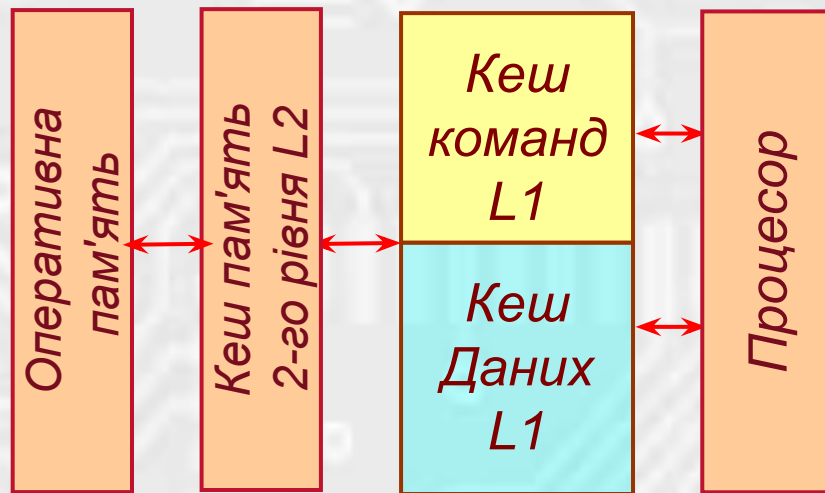 Оперативна
пам'ять
Кеш пам'ять
2-го рівня L2
Кеш
команд
L1
Кеш
Даних
L1
Процесор